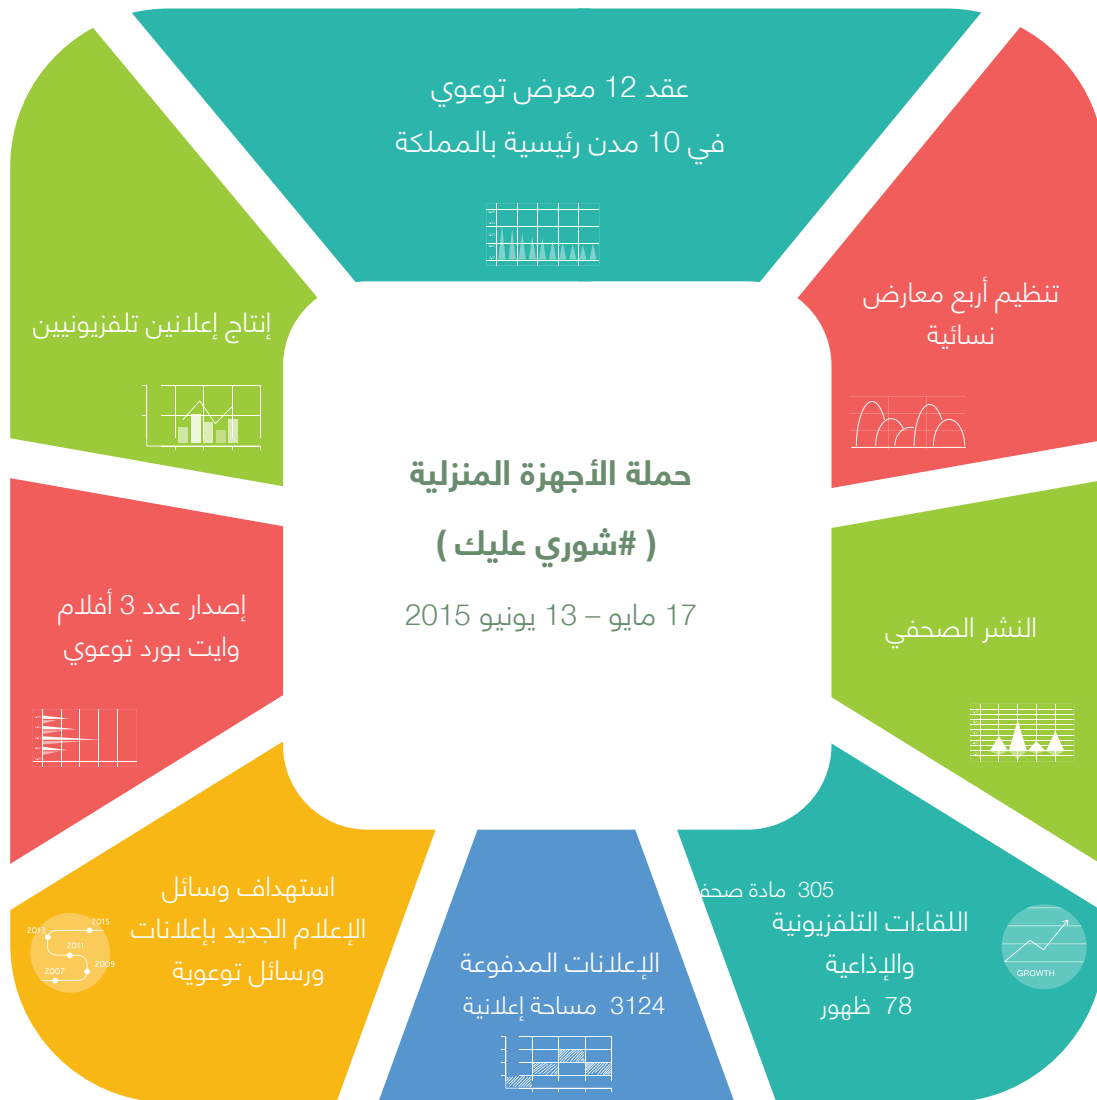 عقد 12 معرض توعوي
في 10 مدن رئيسية بالمملكة
تنظيم أربع معارض
نسائية
إنتاج إعلانين تلفزيونيين
حملة الأجهزة المنزلية
( #شوري عليك )
17 مايو – 13 يونيو 2015
النشر الصحفي
إصدار عدد 3 أفلام
وايت بورد توعوي
305 مادة صحف
اللقاءات التلفزيونية
والإذاعية
78 ظهور
GROWTH
الإعلانات المدفوعة
3124 مساحة إعلانية
استهداف وسائل
الإعلام الجديد بإعلانات
ورسائل توعوية
2015
2013
2011
2009
2007